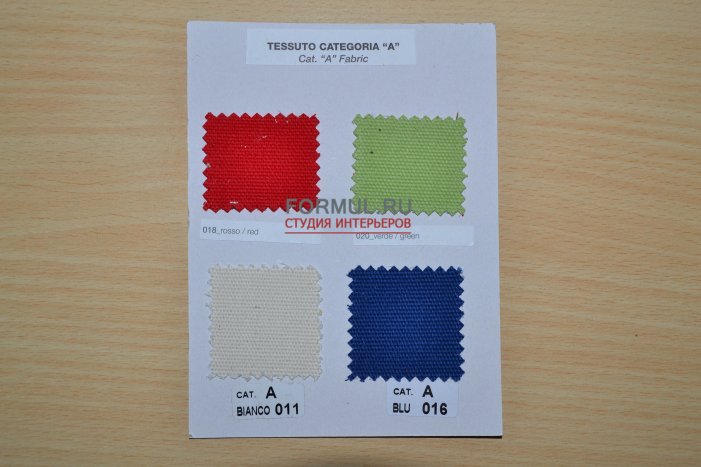 TESSUTO CATEGORIA “A”
Cat. “A” Fabric
FORMUL.RU
СТУДИЯ ИНТЕРЬЕРОВ
018_rosso / red
020_verde / green
CAT. A
BIANCO 011
CAT. A
BLU 016